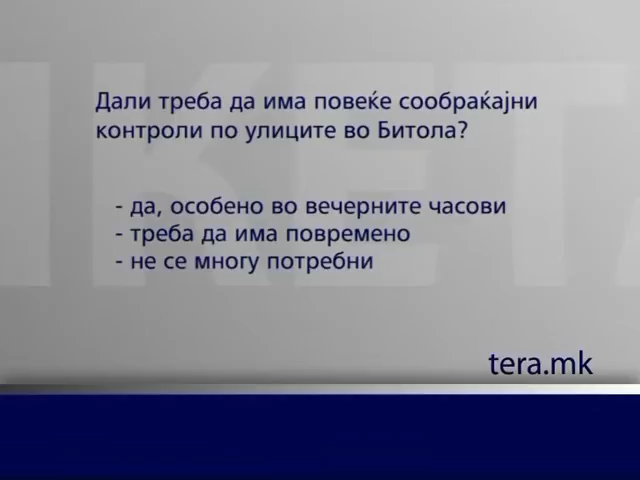 Дали треба да има повеќе сообраќајни
контроли по улиците во Битола?
- да, особено во вечерните часови
- треба да има повремено
- не се многу потребни
tera.mk